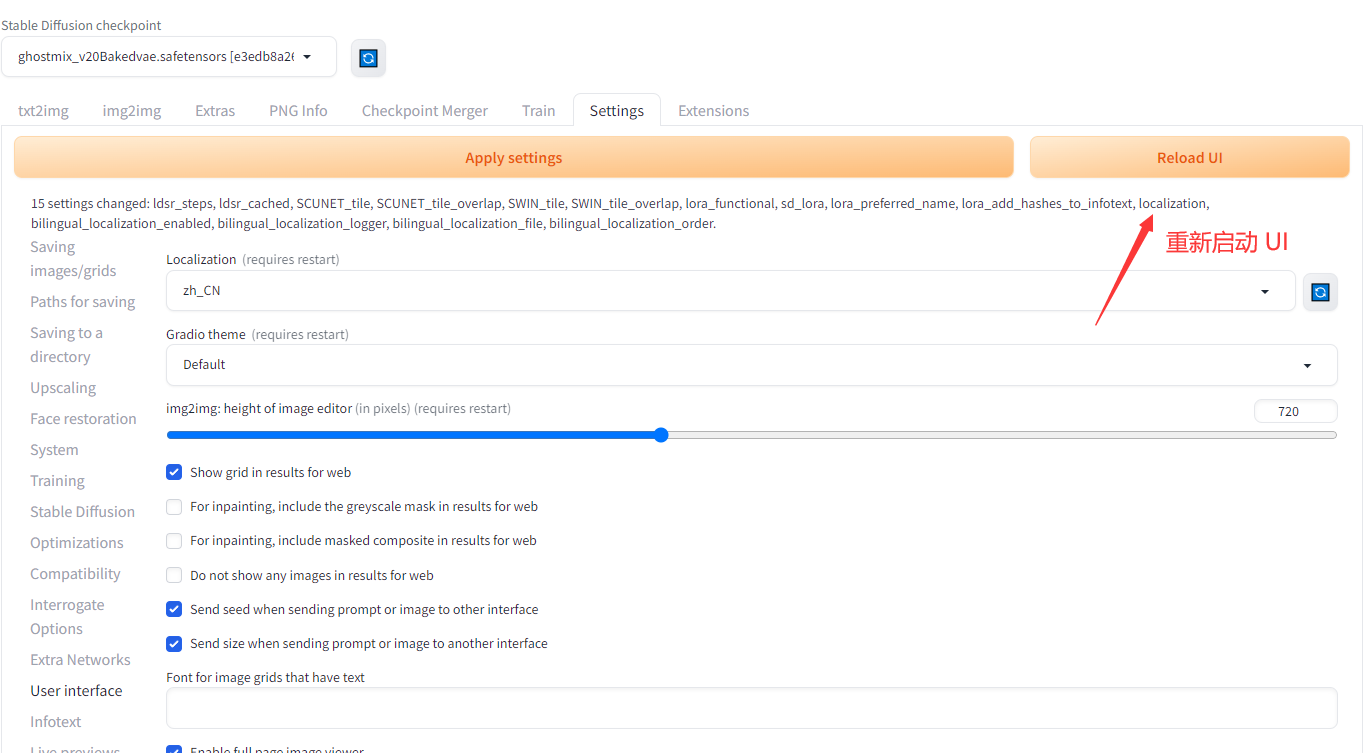 Stable Diffusion checkpoint
ghostmix_v20Bakedvae.safetensors [e3edb8a26
txt2img img2img Extras PNG Info Checkpoint Merger Train Settings Extensions
Apply settings Reload UI
15 settings changed: ldsr_steps, ldsr_cached, SCUNET_tile, SCUNET_tile_overlap, SWIN_tile, SWIN_tile_overlap, lora_functional, sd_lora, lora_preferred_name, lora_add_hashes_to_infotext, localization,
bilingual_localization_enabled, bilingual_localization_logger, bilingual_localization_file, bilingual_localization_order.
重新启动 UI
Saving
images/grids
Paths for saving
Saving to a
directory
Upscaling
Face restoration
System
Training
Stable Diffusion
Optimizations
Compatibility
Interrogate
Options
Extra Networks
User interface
Infotext
Live previews
Localization (requires restart)
zh_CN
Gradio theme (requires restart)
Default
img2img: height of image editor (in pixels) (requires restart)
720
Show grid in results for web
For inpainting, include the greyscale mask in results for web
For inpainting, include masked composite in results for web
Do not show any images in results for web
Send seed when sending prompt or image to other interface
Send size when sending prompt or image to another interface
Font for image grids that have text
Enable full page image viewer